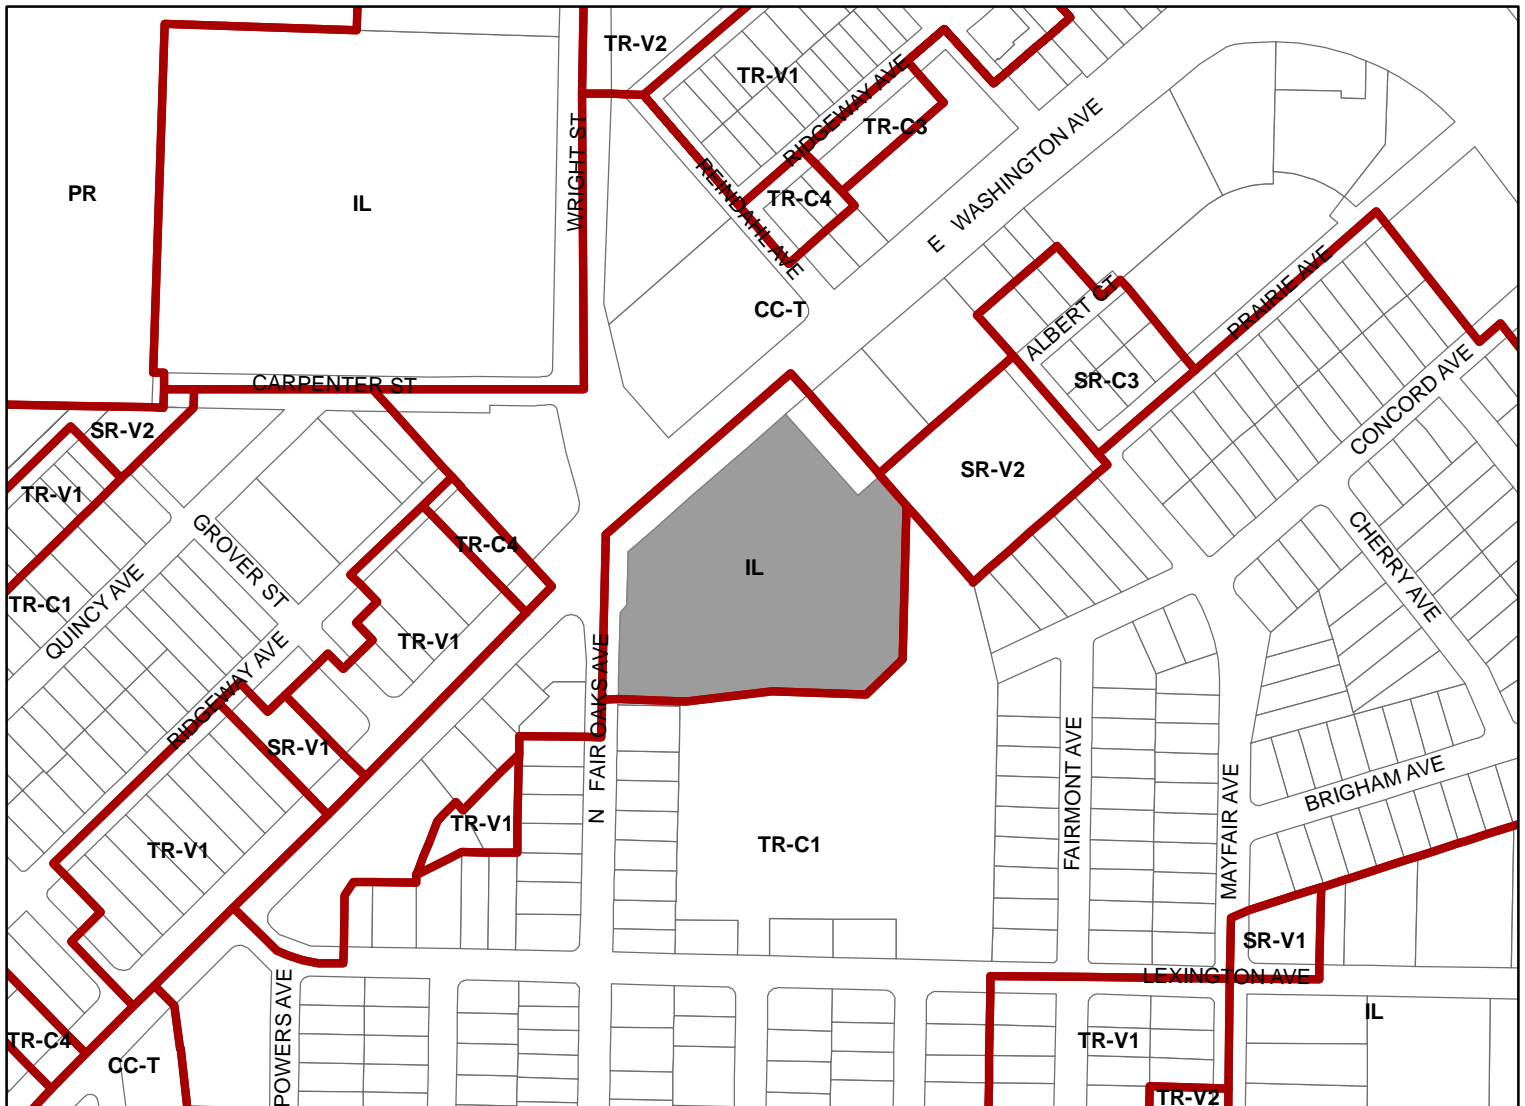 TR-V2
TR-V1
RIDGEWAY AVE
TR-C3
WRIGHT ST
REINDAHL AVE
TR-C4
E WASHINGTON AVE
PR
IL
CC-T
ALBERT CT
PRAIRIE AVE
CARPENTER ST
SR-C3
CONCORD AVE
SR-V2
TR-V1
SR-V2
GROVER ST
TR-C4
IL
CHERRY AVE
TR-C1
QUINCY AVE
TR-V1
RIDGEWAY AVE
SR-V1
N FAIR OAKS AVE
TR-V1
TR-V1
TR-C1
FAIRMONT AVE
MAYFAIR AVE
BRIGHAM AVE
SR-V1
LEXINGTON AVE
POWERS AVE
IL
TR-C4
CC-T
TR-V1
TR-V2